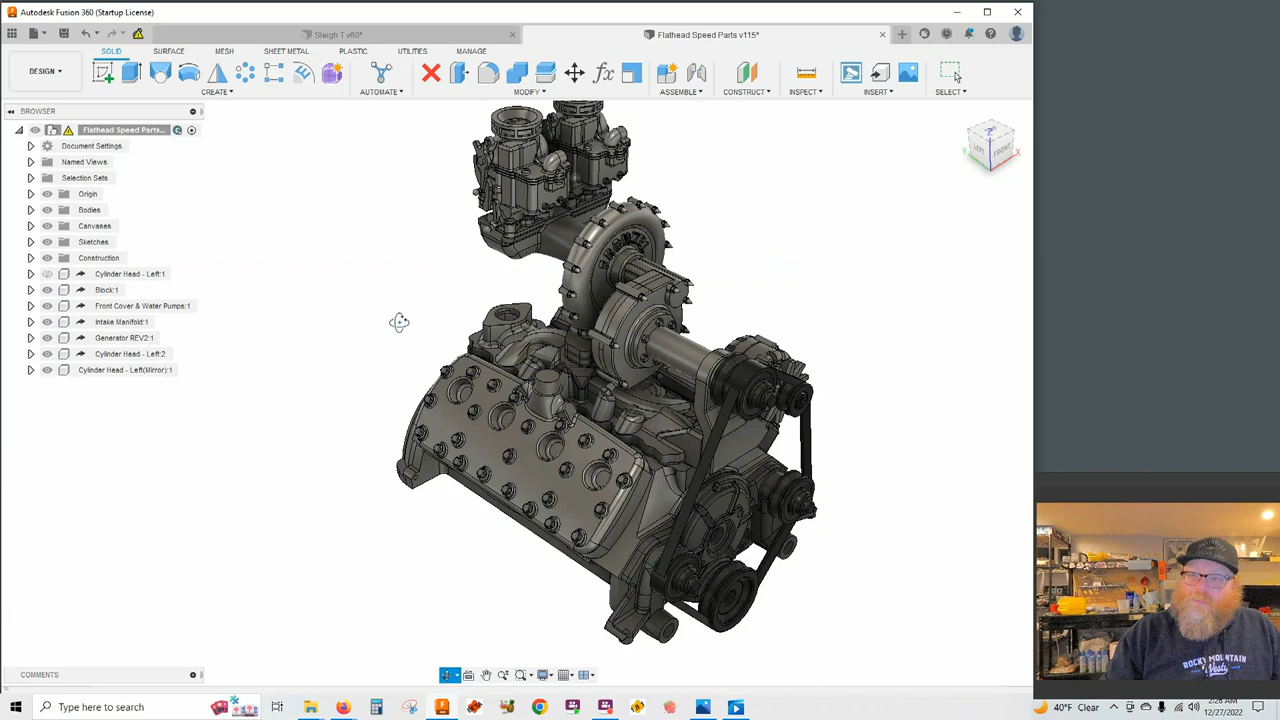 Autodesk Fusion 360 (Startup License)
Sleigh T v60*
Flathead Speed Parts v115*
SOLID SURFACE MESH SHEET METAL PLASTIC UTILITIES MANAGE
DESIGN
CREATE AUTOMATE MODIFY ASSEMBLE CONSTRUCT INSPECT INSERT SELECT
BROWSER
Flathead Speed Parts...
Document Settings
Named Views
Selection Sets
Origin
Bodies
Canvases
Sketches
Construction
Cylinder Head - Left:1
Block:1
Front Cover & Water Pumps:1
Intake Manifold:1
Generator REV2:1
Cylinder Head - Left:2
Cylinder Head - Left(Mirror):1
LEFT FRONT
Z
Y
X
ROCKY MOUNTAIN
COMMENTS
Type here to search
40°F Clear
2:26 AM
12/27/2022